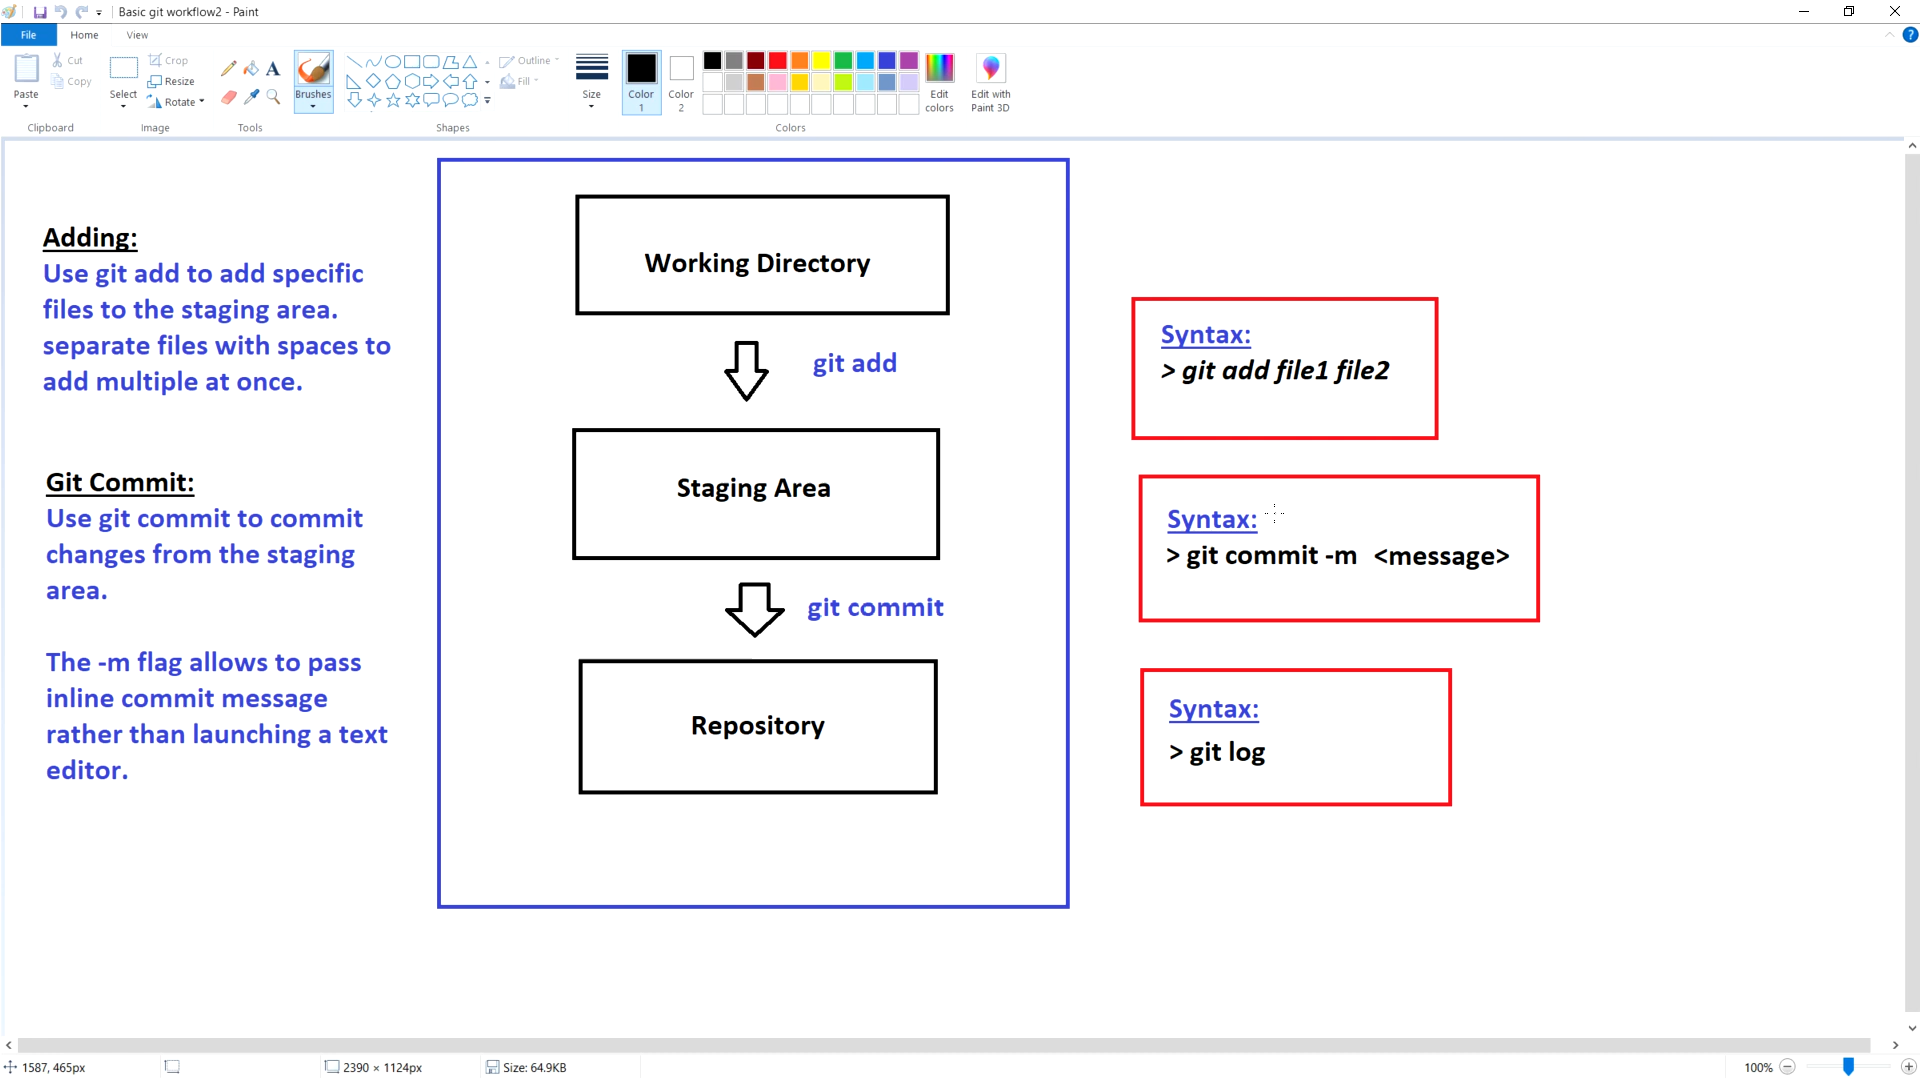 Basic git workflow2 - Paint
File
Home
View
Paste
Cut
Copy
Clipboard
Select
Crop
Resize
Rotate
Image
Tools
Brushes
Shapes
Outline
Fill
Size
Color
1
Color
2
Edit
colors
Edit with
Paint 3D
Colors
Adding:
Use git add to add specific
files to the staging area.
separate files with spaces to
add multiple at once.
Git Commit:
Use git commit to commit
changes from the staging
area.
The -m flag allows to pass
inline commit message
rather than launching a text
editor.
Working Directory
git add
Staging Area
git commit
Repository
Syntax:
> git add file1 file2
Syntax:
> git commit -m <message>
Syntax:
> git log
1587, 465px
2390 × 1124px
Size: 64.9KB
100%